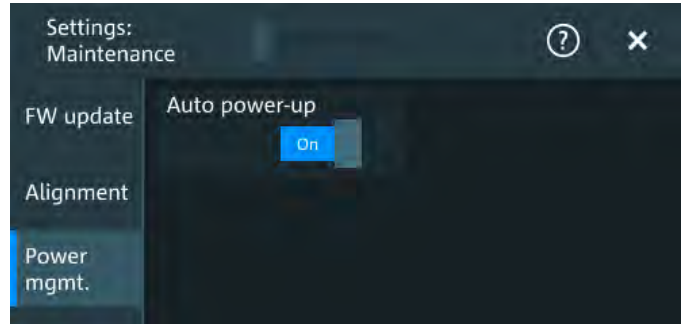 Settings:
Maintenance
?
FW update
Auto power-up
On
Alignment
Power
mgmt.